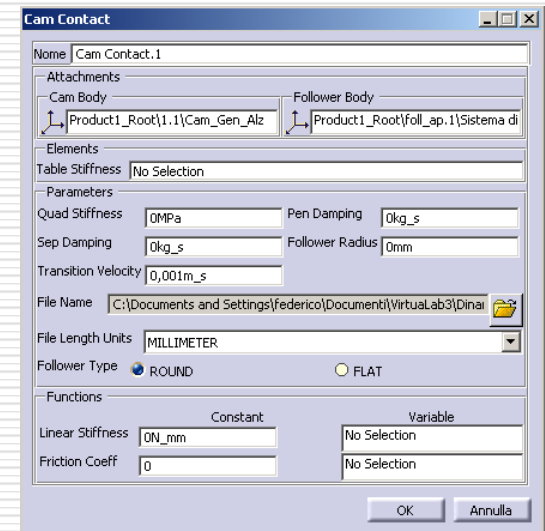 Cam Contact
Nome Cam Contact.1
Attachments
Cam Body Follower Body
Product1_Root\1.1\Cam_Gen_Alz Product1_Root\foll_ap.1\Sistema di
Elements
Table Stiffness No Selection
Parameters
Quad Stiffness 0MPa Pen Damping 0kg_s
Sep Damping 0kg_s Follower Radius 0mm
Transition Velocity 0,001m_s
File Name C:\Documents and Settings\federico\Documenti\VirtuaLab3\Dinar
File Length Units MILLIMETER
Follower Type ROUND FLAT
Functions
Constant Variable
Linear Stiffness 0N_mm No Selection
Friction Coeff 0 No Selection
OK Annulla